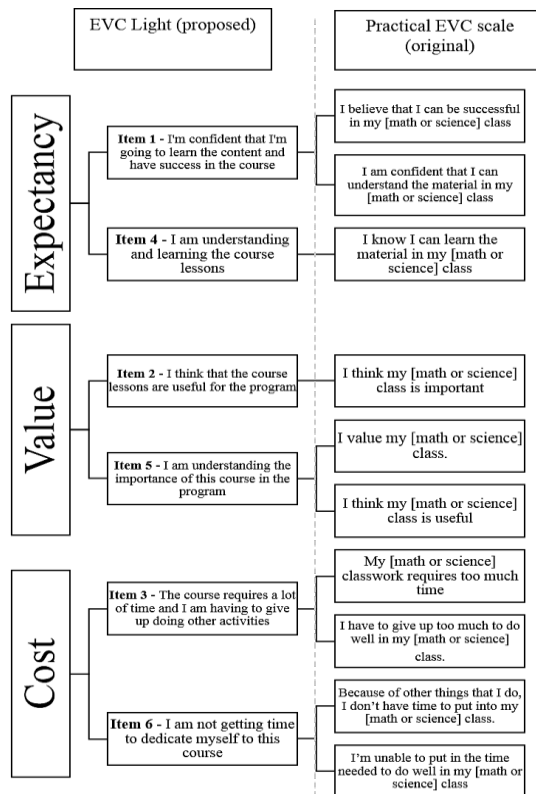 EVC Light (proposed)
Practical EVC scale
(original)
Expectancy
Item 1 - I'm confident that I'm
going to learn the content and
have success in the course
I believe that I can be successful
in my [math or science] class
I am confident that I can
understand the material in my
[math or science] class
Item 4 - I am understanding
and learning the course
lessons
I know I can learn the
material in my [math or
science] class
Value
Item 2 - I think that the course
lessons are useful for the program
I think my [math or science]
class is important
Item 5 - I am understanding the
importance of this course in the
program
I value my [math or science]
class.
I think my [math or science]
class is useful
Cost
Item 3 - The course requires a lot
of time and I am having to give
up doing other activities
My [math or science]
classwork requires too much
time
I have to give up too much to do
well in my [math or science]
class.
Item 6 - I am not getting time
to dedicate myself to this
course
Because of other things that I do,
I don't have time to put into my
[math or science] class.
I'm unable to put in the time
needed to do well in my [math or
science] class